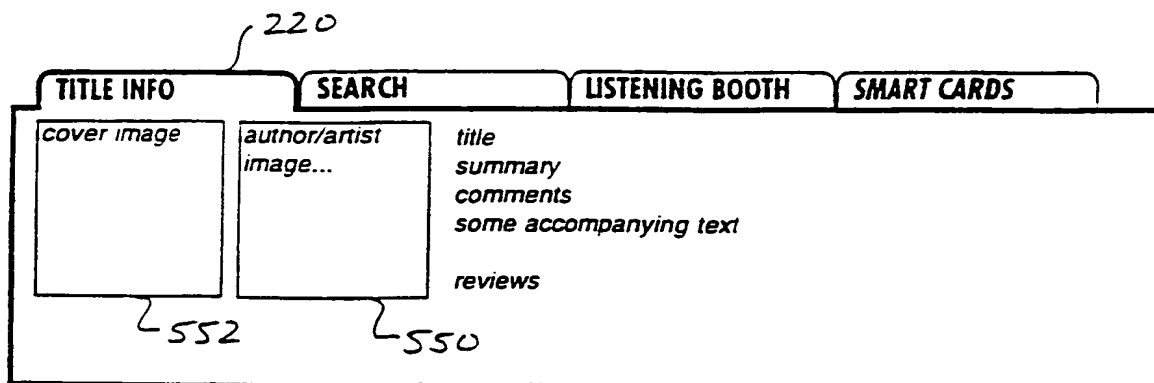 220
TITLE INFO SEARCH LISTENING BOOTH SMART CARDS
cover image author/artist title
image... summary
comments
some accompanying text
reviews
552 550